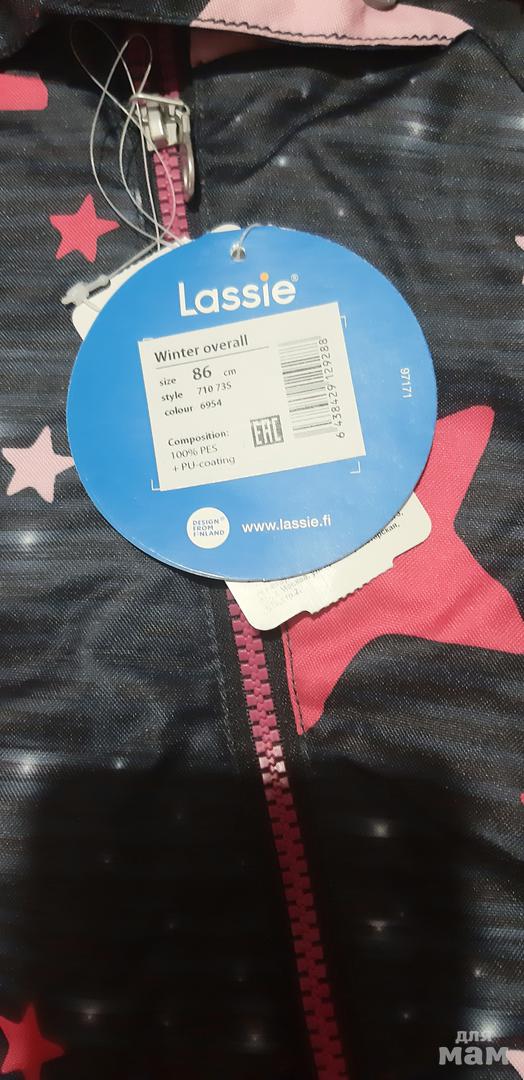 Lassie®
Winter overall
size 86 cm
style 710 735
colour 6954
Composition:
100% PES
+ PU-coating
EAC
6 438429 129288
97171
DESIGN
FROM
FINLAND
www.lassie.fi
для
мам